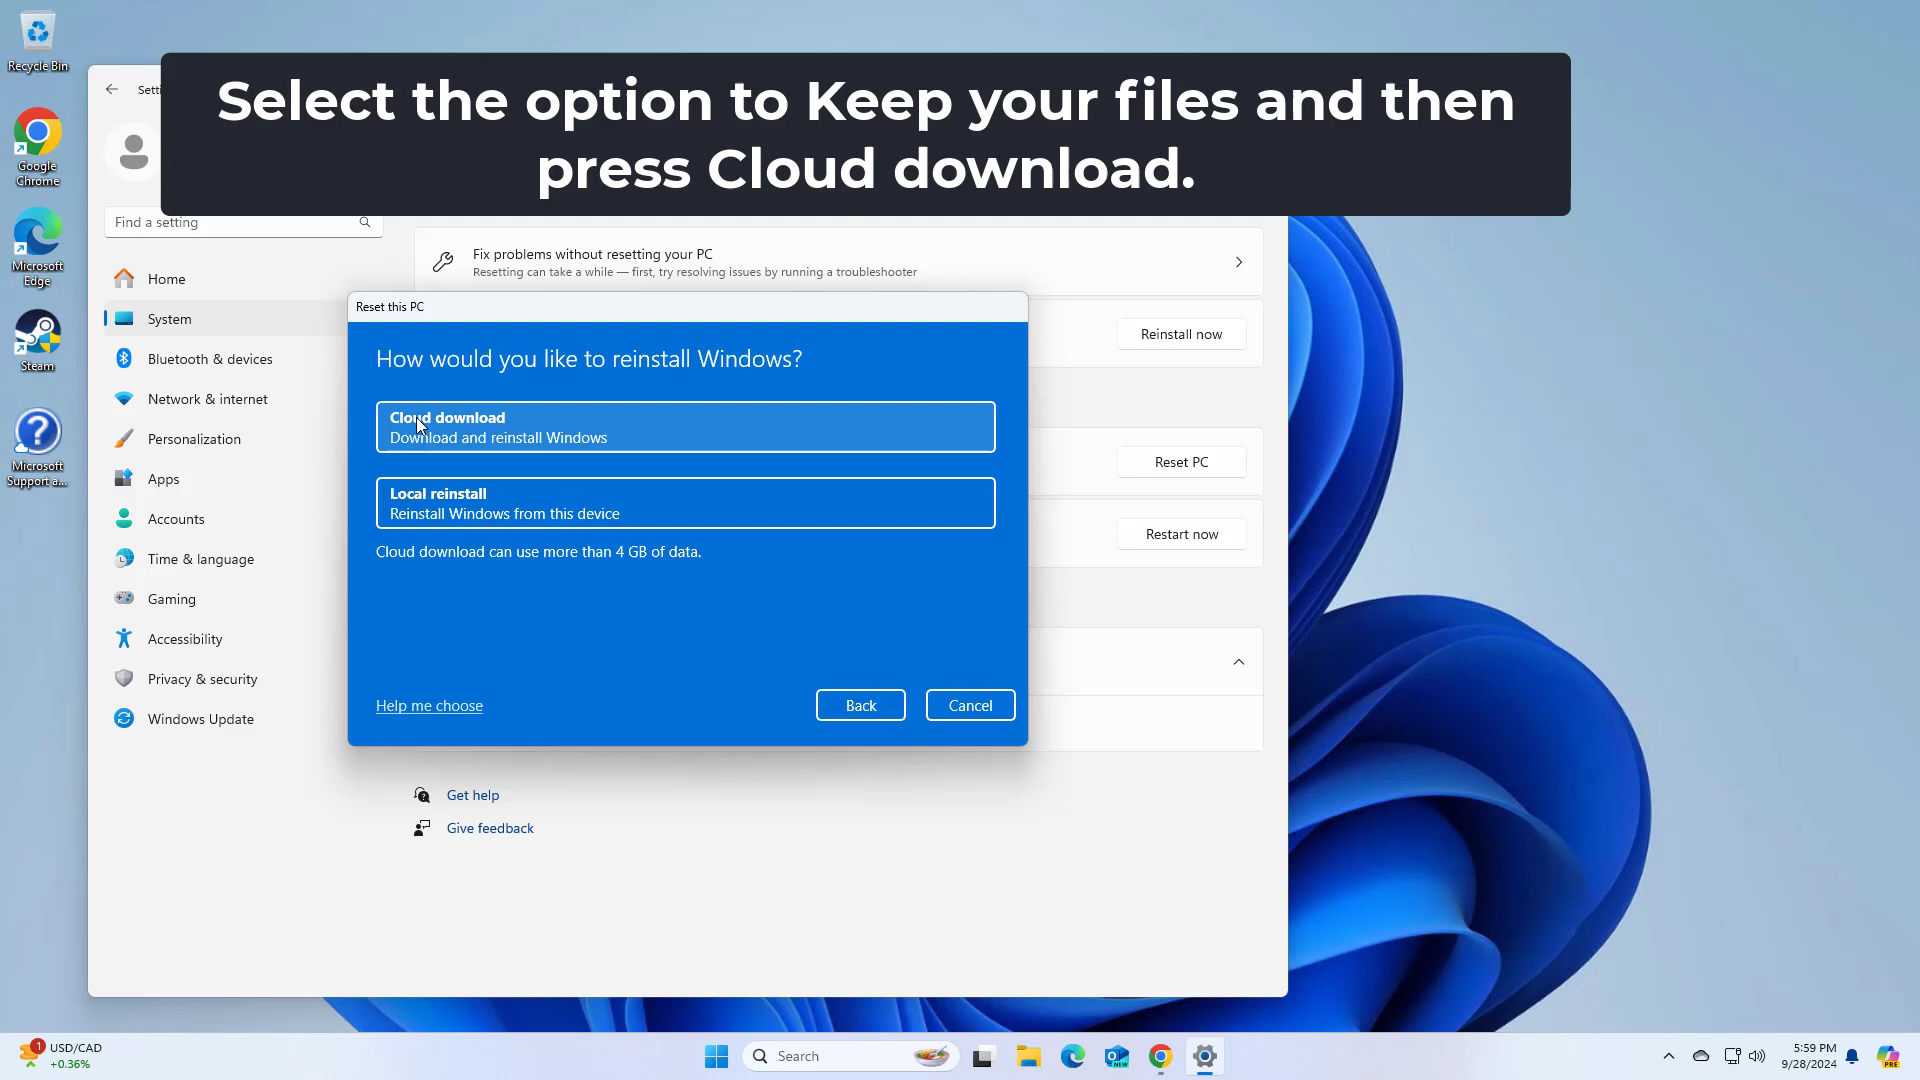 Recycle Bin
Google
Chrome
Microsoft
Edge
Steam
Microsoft
Support a...
Select the option to Keep your files and then
press Cloud download.
Find a setting
Home
System
Bluetooth & devices
Network & internet
Personalization
Apps
Accounts
Time & language
Gaming
Accessibility
Privacy & security
Windows Update
Fix problems without resetting your PC
Resetting can take a while — first, try resolving issues by running a troubleshooter
Reinstall now
Reset PC
Restart now
Reset this PC
How would you like to reinstall Windows?
Cloud download
Download and reinstall Windows
Local reinstall
Reinstall Windows from this device
Cloud download can use more than 4 GB of data.
Help me choose
Back
Cancel
Get help
Give feedback
1
USD/CAD
+0.36%
Search
NEW
5:59 PM
9/28/2024
PRE